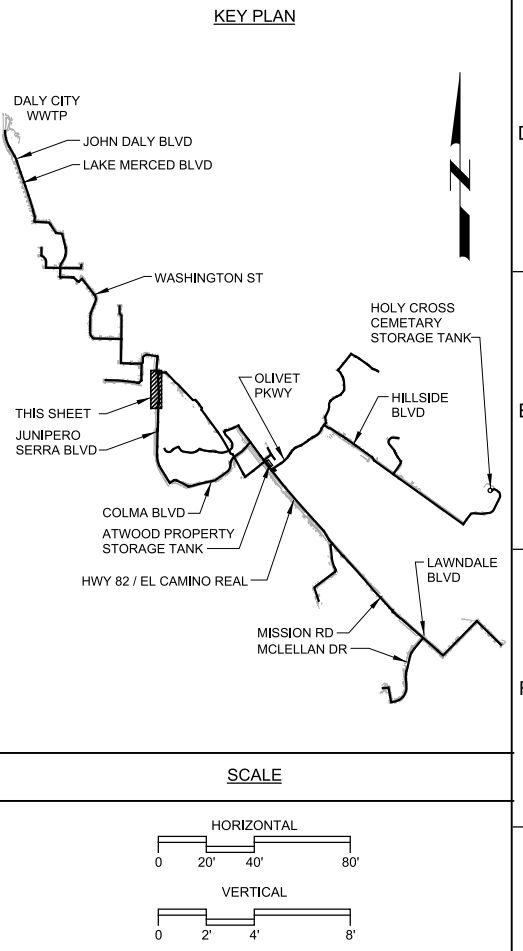 KEY PLAN
DALY CITY
WWTP
JOHN DALY BLVD
LAKE MERCED BLVD
N
WASHINGTON ST
HOLY CROSS
CEMETARY
STORAGE TANK
OLIVET
PKWY
HILLSIDE
BLVD
THIS SHEET
JUNIPERO
SERRA BLVD
COLMA BLVD
ATWOOD PROPERTY
STORAGE TANK
HWY 82 / EL CAMINO REAL
LAWNDALE
BLVD
MISSION RD
MCLELLAN DR
SCALE
HORIZONTAL
0 20' 40' 80'
VERTICAL
0 2' 4' 8'